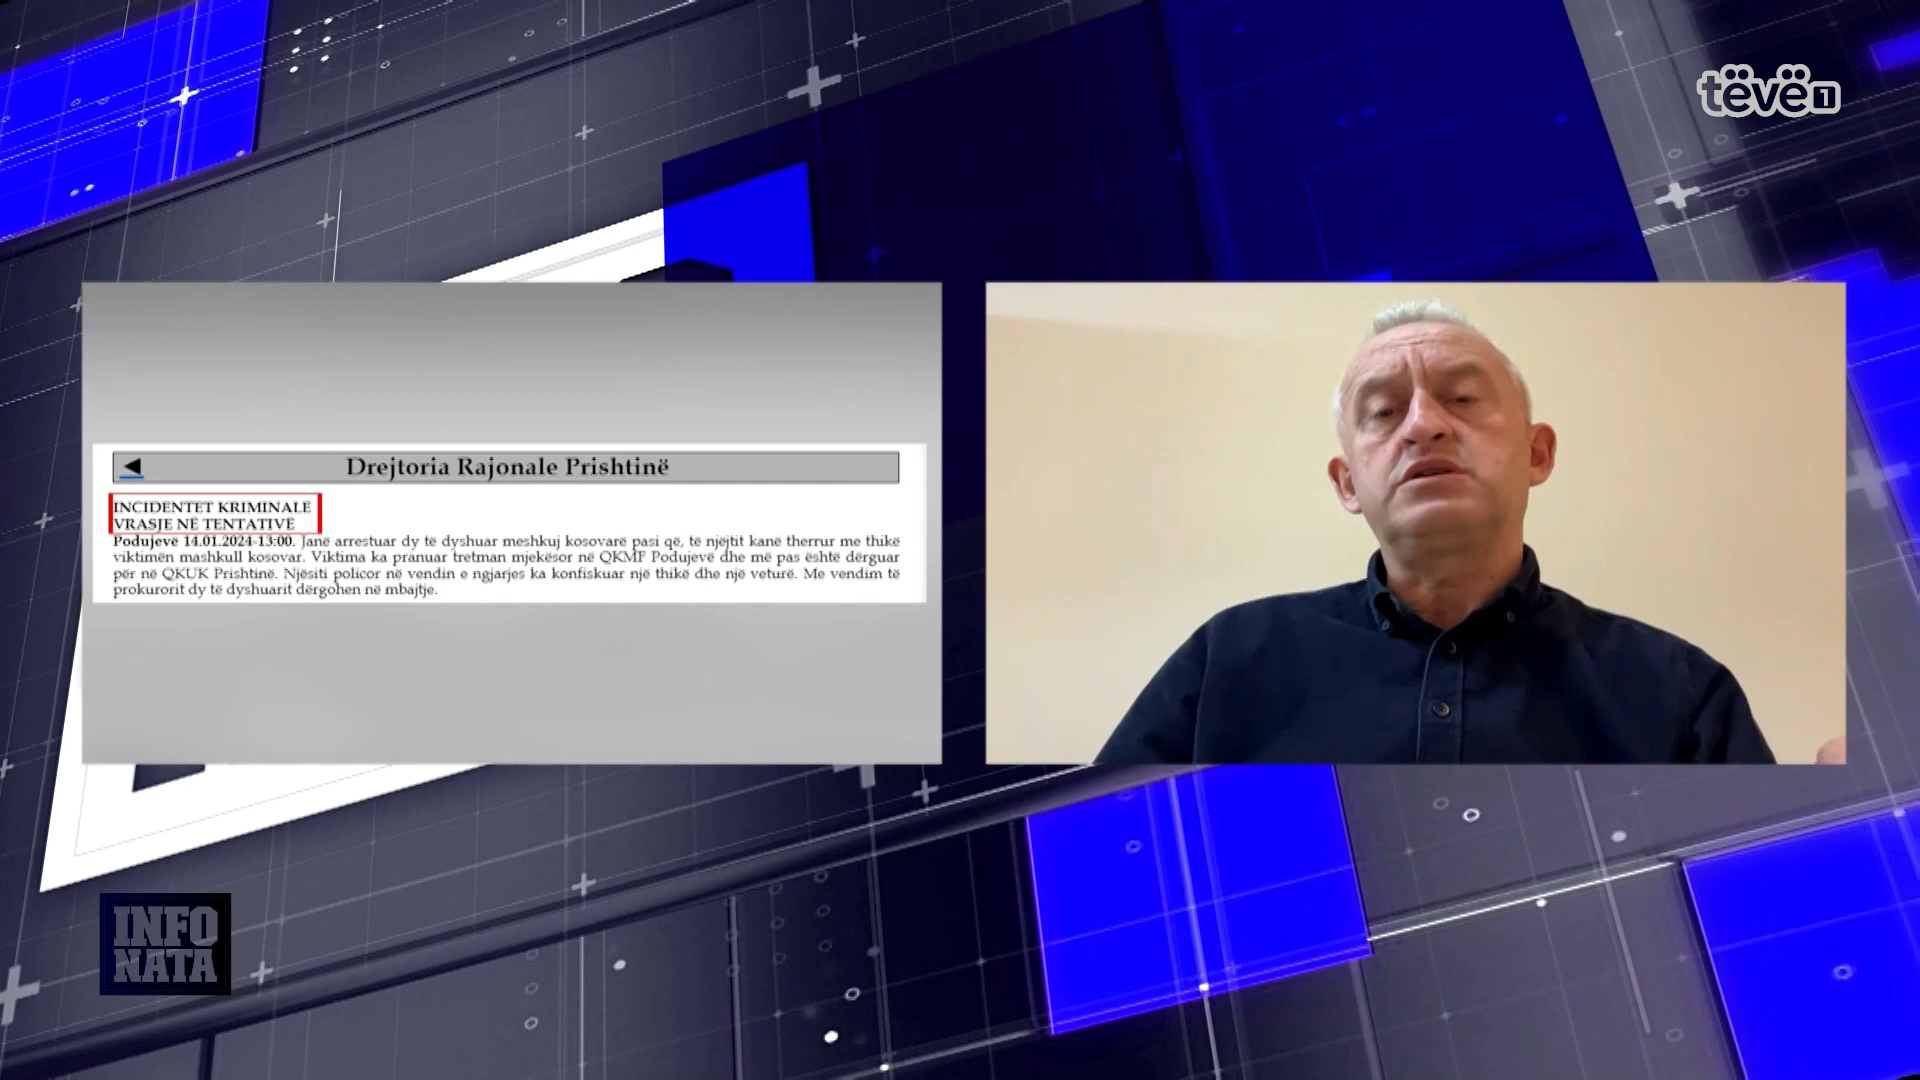 tëvë1
◀ Drejtoria Rajonale Prishtinë
INCIDENTET KRIMINALE
VRASJE NË TENTATIVË
Podujevë 14.01.2024-13:00. Janë arrestuar dy të dyshuar meshkuj kosovarë pasi që, të njëjtit kanë therrur me thikë
viktimën mashkull kosovar. Viktima ka pranuar tretman mjekësor në QKMF Podujevë dhe më pas është dërguar
për në QKUK Prishtinë. Njësiti policor në vendin e ngjarjes ka konfiskuar një thikë dhe një veturë. Me vendim të
prokurorit dy të dyshuarit dërgohen në mbajtje.
INFO
NATA